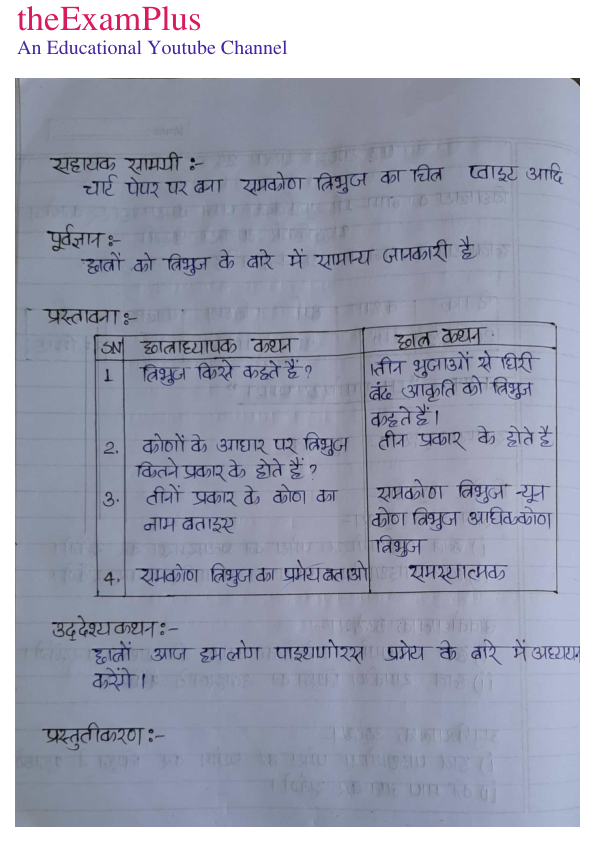 theExamPlus
An Educational Youtube Channel
सहायक सामग्री :-
चार्ट पेपर पर बना समकोण त्रिभुज का चित्र प्वाइंट आदि
पूर्वज्ञान :-
छात्रों को त्रिभुज के बारे में सामान्य जानकारी है
प्रस्तावना :-
SN छात्राध्यापक कथन छात्र कथन
1 त्रिभुज किसे कहते हैं ? तीन भुजाओं से घिरी
बंद आकृति को त्रिभुज
कहते हैं।
2. कोणों के आधार पर त्रिभुज तीन प्रकार के होते है
कितने प्रकार के होते हैं ?
3. तीनों प्रकार के कोण का समकोण त्रिभुज न्यून
नाम बताइए कोण त्रिभुज अधिककोण
त्रिभुज
4. समकोण त्रिभुज का प्रमेय बताओ समस्यात्मक
उद्देश्य कथन :-
छात्रों आज हम लोग पाइथागोरस प्रमेय के बारे में अध्ययन
करेंगे।
प्रस्तुतीकरण :-